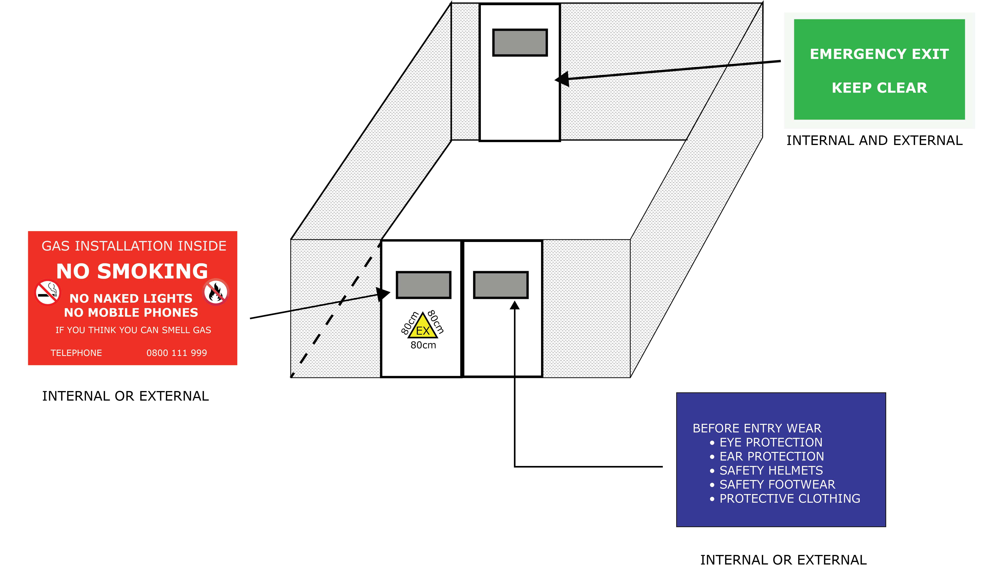 EMERGENCY EXIT
KEEP CLEAR
INTERNAL AND EXTERNAL
GAS INSTALLATION INSIDE
NO SMOKING
NO NAKED LIGHTS
NO MOBILE PHONES
IF YOU THINK YOU CAN SMELL GAS
TELEPHONE 0800 111 999
INTERNAL OR EXTERNAL
80cm
80cm
EX
80cm
BEFORE ENTRY WEAR
• EYE PROTECTION
• EAR PROTECTION
• SAFETY HELMETS
• SAFETY FOOTWEAR
• PROTECTIVE CLOTHING
INTERNAL OR EXTERNAL